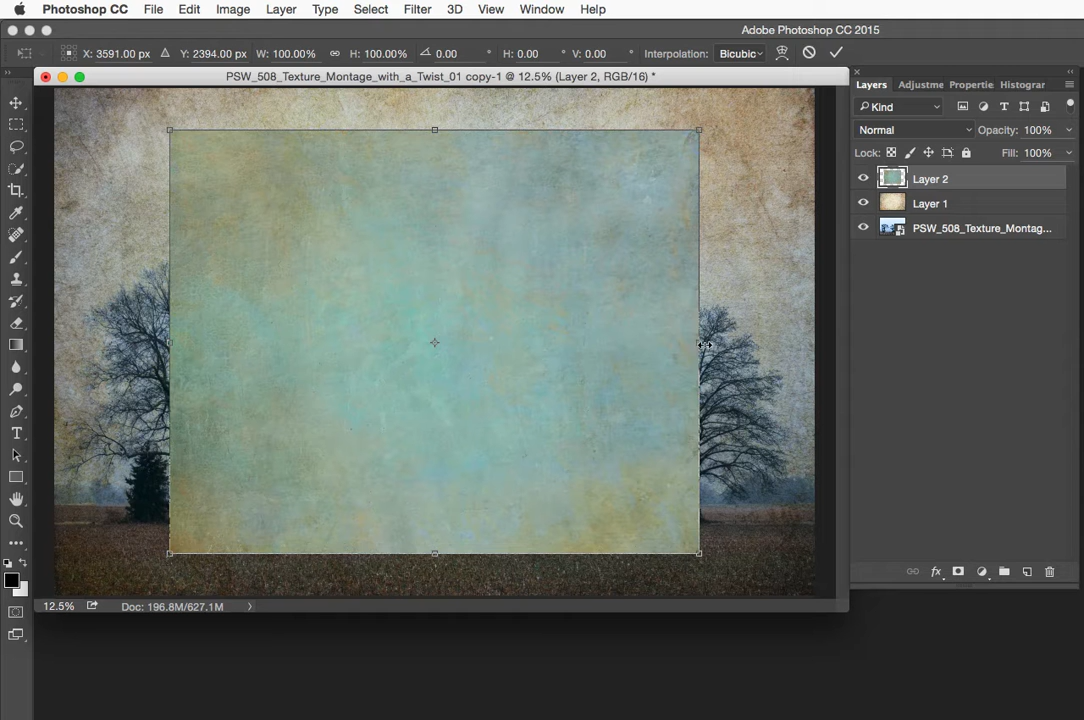 Photoshop CC File Edit Image Layer Type Select Filter 3D View Window Help
Adobe Photoshop CC 2015
X: 3591.00 px Y: 2394.00 px W: 100.00% H: 100.00% 0.00 ° H: 0.00 ° V: 0.00 ° Interpolation: Bicubic
PSW_508_Texture_Montage_with_a_Twist_01 copy-1 @ 12.5% (Layer 2, RGB/16) *
Layers Adjustme Propertie Histograr
Kind
Normal Opacity: 100%
Lock: Fill: 100%
Layer 2
Layer 1
PSW_508_Texture_Montag...
12.5% Doc: 196.8M/627.1M